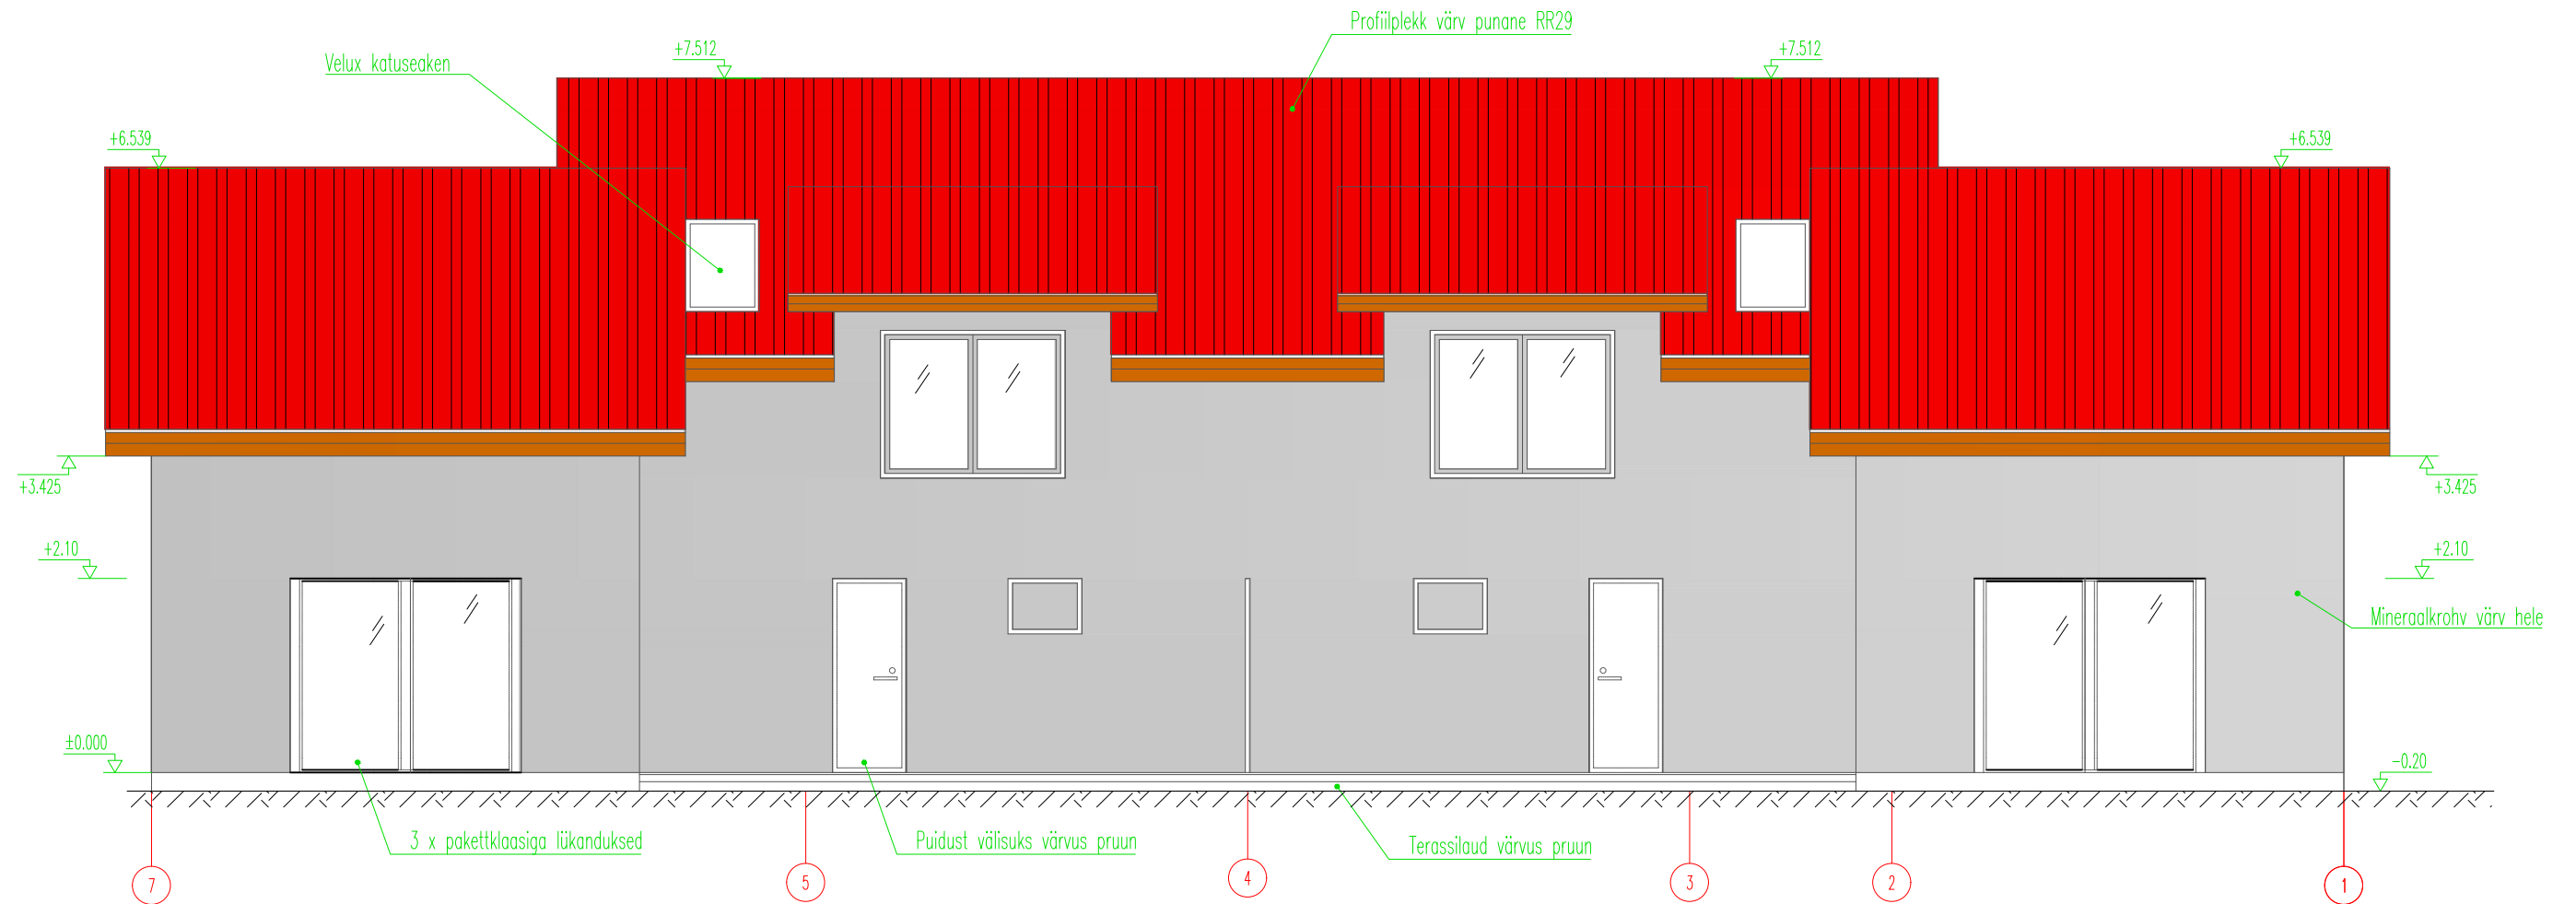 Profiilplekk värv punane RR29
+7.512
+7.512
Velux katuseaken
+6.539
+6.539
+3.425
+3.425
+2.10
+2.10
Mineraalkrohv värv hele
±0.000
-0.20
3 x pakettklaasiga lükanduksed
Puidust välisuks värvus pruun
Terassilaud värvus pruun
7
5
4
3
2
1